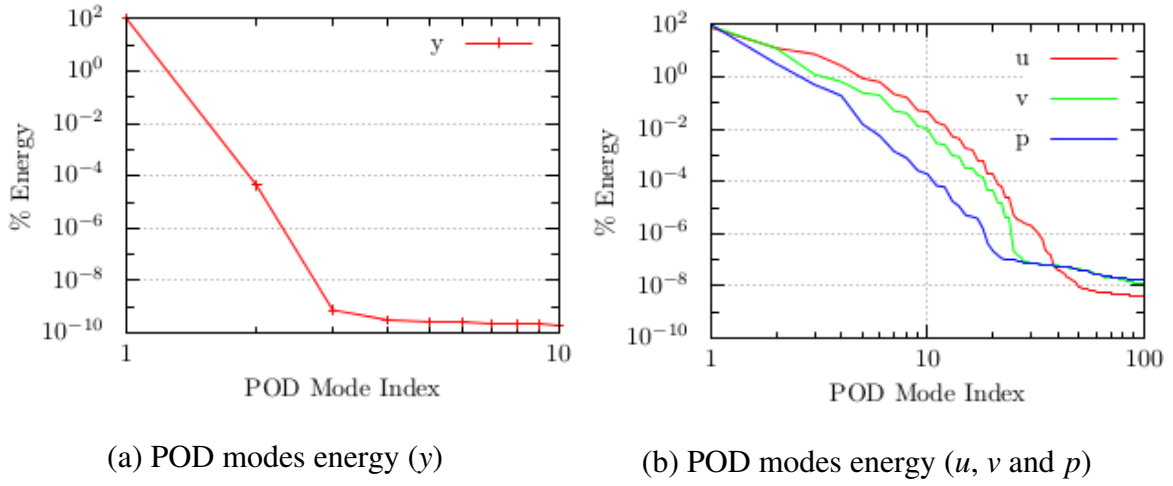 10^2
10^0
10^-2
10^-4
10^-6
10^-8
10^-10
% Energy
y
1
10
POD Mode Index
(a) POD modes energy (y)
10^2
10^0
10^-2
10^-4
10^-6
10^-8
10^-10
% Energy
u
v
p
1
10
100
POD Mode Index
(b) POD modes energy (u, v and p)